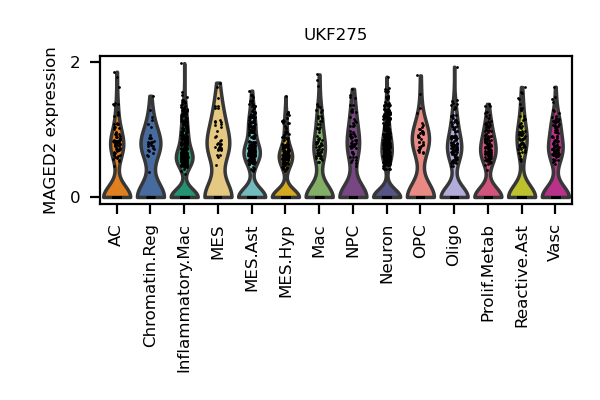 UKF275
MAGED2 expression
2
0
AC
Chromatin.Reg
Inflammatory.Mac
MES
MES.Ast
MES.Hyp
Mac
NPC
Neuron
OPC
Oligo
Prolif.Metab
Reactive.Ast
Vasc